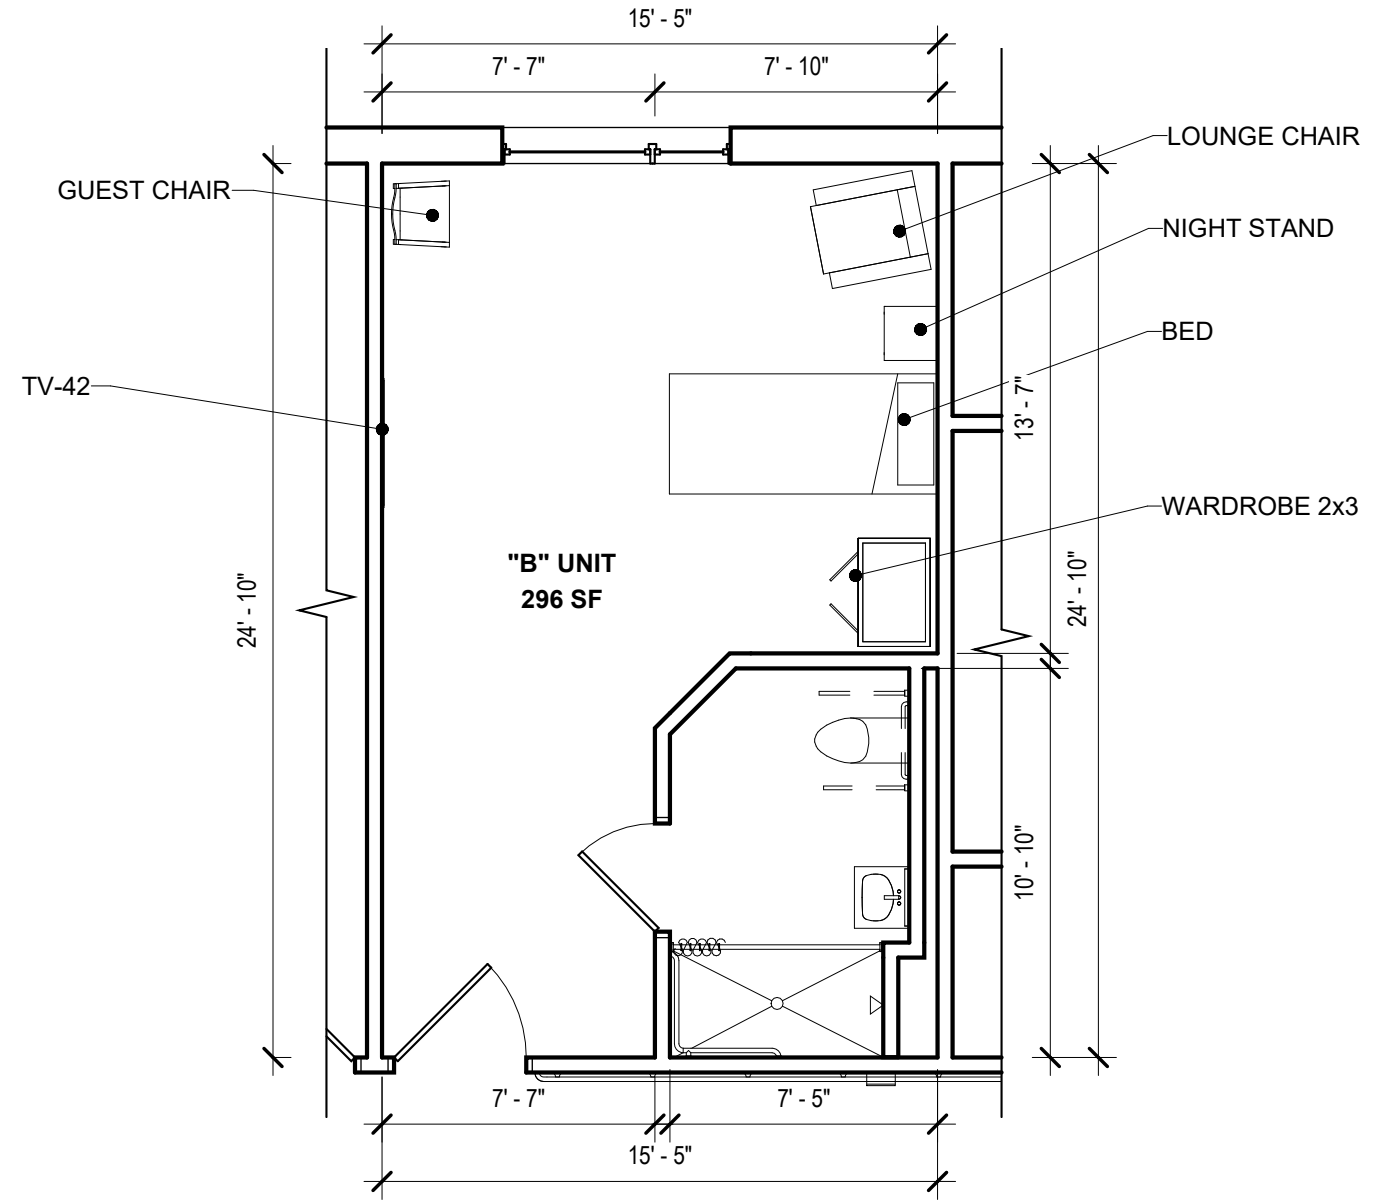 15' - 5"
7' - 7"
7' - 10"
LOUNGE CHAIR
GUEST CHAIR
NIGHT STAND
BED
TV-42
13' - 7"
WARDROBE 2x3
"B" UNIT
296 SF
24' - 10"
24' - 10"
10' - 10"
7' - 7"
7' - 5"
15' - 5"